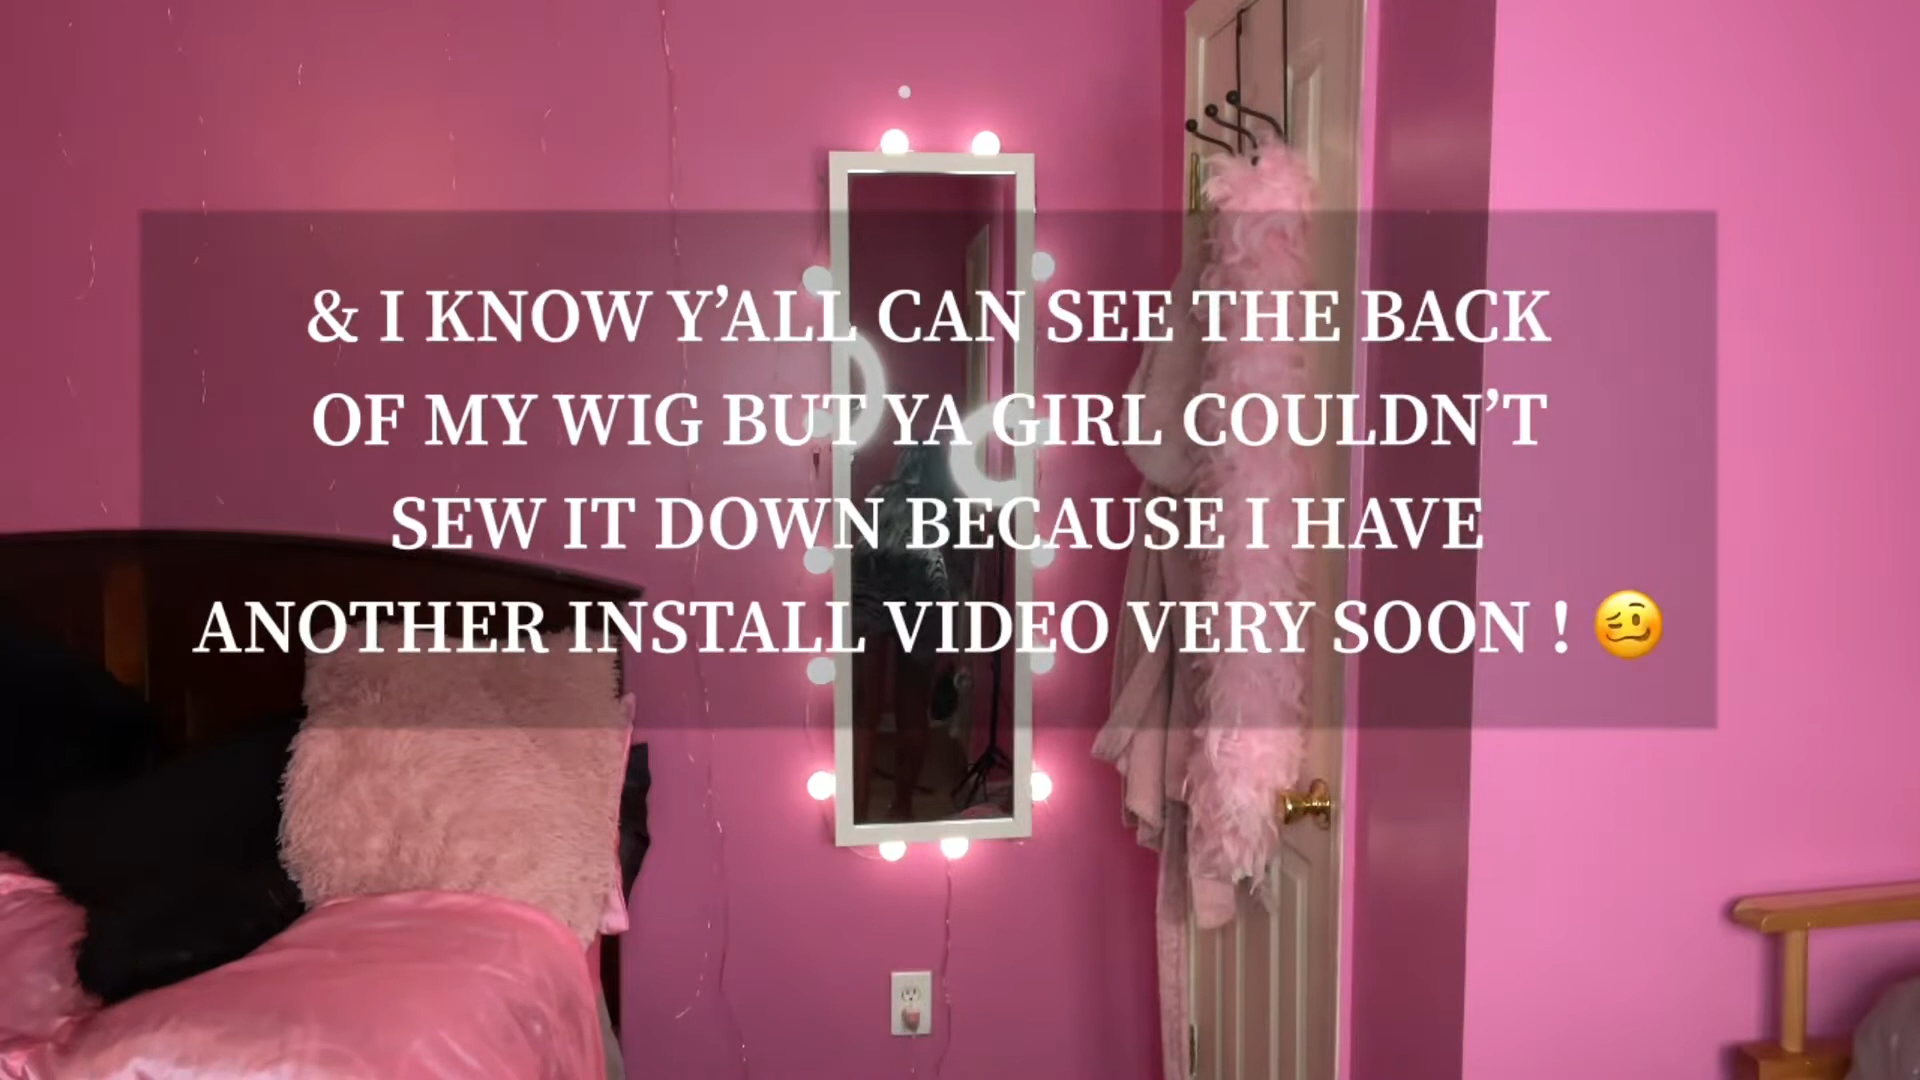 & I KNOW Y’ALL CAN SEE THE BACK
OF MY WIG BUT YA GIRL COULDN’T
SEW IT DOWN BECAUSE I HAVE
ANOTHER INSTALL VIDEO VERY SOON ! 🥴